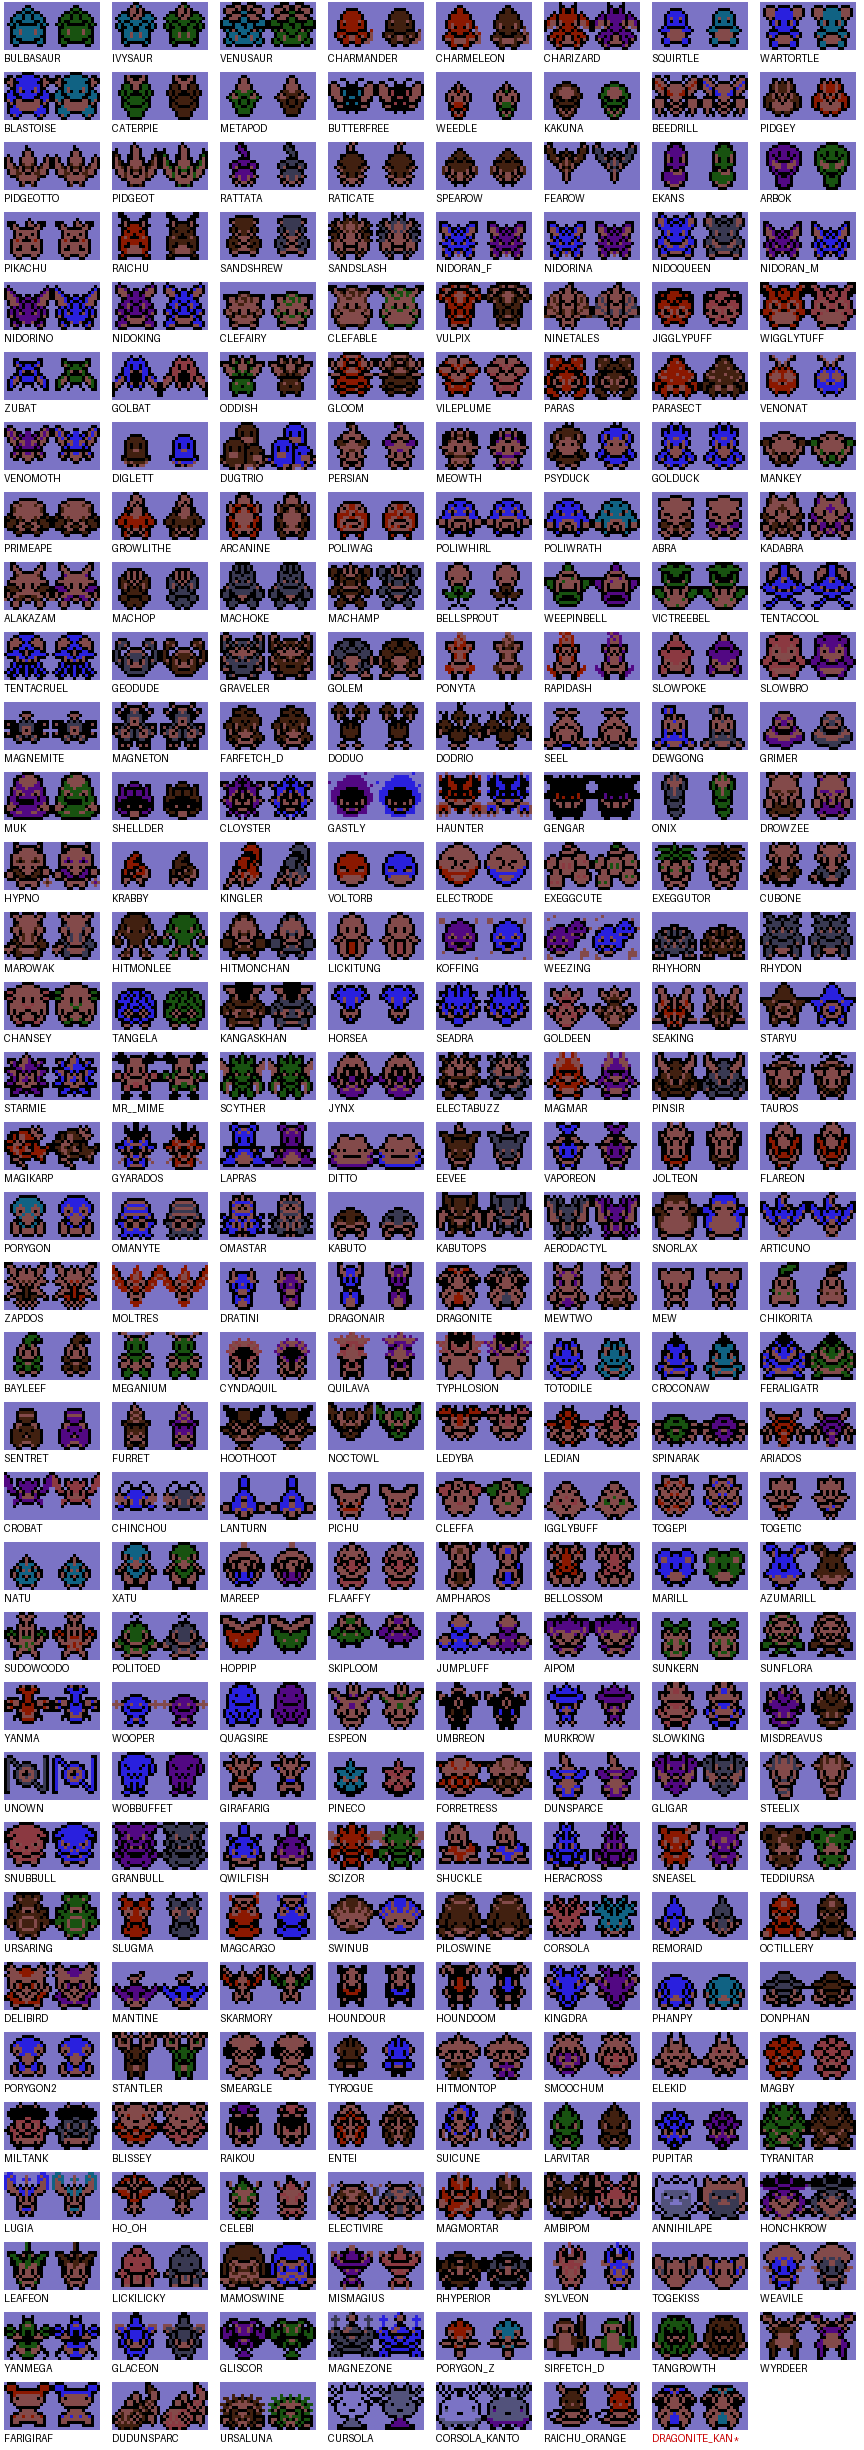 BULBASAUR IVYSAUR VENUSAUR CHARMANDER CHARMELEON CHARIZARD SQUIRTLE WARTORTLE
BLASTOISE CATERPIE METAPOD BUTTERFREE WEEDLE KAKUNA BEEDRILL PIDGEY
PIDGEOTTO PIDGEOT RATTATA RATICATE SPEAROW FEAROW EKANS ARBOK
PIKACHU RAICHU SANDSHREW SANDSLASH NIDORAN_F NIDORINA NIDOQUEEN NIDORAN_M
NIDORINO NIDOKING CLEFAIRY CLEFABLE VULPIX NINETALES JIGGLYPUFF WIGGLYTUFF
ZUBAT GOLBAT ODDISH GLOOM VILEPLUME PARAS PARASECT VENONAT
VENOMOTH DIGLETT DUGTRIO PERSIAN MEOWTH PSYDUCK GOLDUCK MANKEY
PRIMEAPE GROWLITHE ARCANINE POLIWAG POLIWHIRL POLIWRATH ABRA KADABRA
ALAKAZAM MACHOP MACHOKE MACHAMP BELLSPROUT WEEPINBELL VICTREEBEL TENTACOOL
TENTACRUEL GEODUDE GRAVELER GOLEM PONYTA RAPIDASH SLOWPOKE SLOWBRO
MAGNEMITE MAGNETON FARFETCH_D DODUO DODRIO SEEL DEWGONG GRIMER
MUK SHELLDER CLOYSTER GASTLY HAUNTER GENGAR ONIX DROWZEE
HYPNO KRABBY KINGLER VOLTORB ELECTRODE EXEGGCUTE EXEGGUTOR CUBONE
MAROWAK HITMONLEE HITMONCHAN LICKITUNG KOFFING WEEZING RHYHORN RHYDON
CHANSEY TANGELA KANGASKHAN HORSEA SEADRA GOLDEEN SEAKING STARYU
STARMIE MR__MIME SCYTHER JYNX ELECTABUZZ MAGMAR PINSIR TAUROS
MAGIKARP GYARADOS LAPRAS DITTO EEVEE VAPOREON JOLTEON FLAREON
PORYGON OMANYTE OMASTAR KABUTO KABUTOPS AERODACTYL SNORLAX ARTICUNO
ZAPDOS MOLTRES DRATINI DRAGONAIR DRAGONITE MEWTWO MEW CHIKORITA
BAYLEEF MEGANIUM CYNDAQUIL QUILAVA TYPHLOSION TOTODILE CROCONAW FERALIGATR
SENTRET FURRET HOOTHOOT NOCTOWL LEDYBA LEDIAN SPINARAK ARIADOS
CROBAT CHINCHOU LANTURN PICHU CLEFFA IGGLYBUFF TOGEPI TOGETIC
NATU XATU MAREEP FLAAFFY AMPHAROS BELLOSSOM MARILL AZUMARILL
SUDOWOODO POLITOED HOPPIP SKIPLOOM JUMPLUFF AIPOM SUNKERN SUNFLORA
YANMA WOOPER QUAGSIRE ESPEON UMBREON MURKROW SLOWKING MISDREAVUS
UNOWN WOBBUFFET GIRAFARIG PINECO FORRETRESS DUNSPARCE GLIGAR STEELIX
SNUBBULL GRANBULL QWILFISH SCIZOR SHUCKLE HERACROSS SNEASEL TEDDIURSA
URSARING SLUGMA MAGCARGO SWINUB PILOSWINE CORSOLA REMORAID OCTILLERY
DELIBIRD MANTINE SKARMORY HOUNDOUR HOUNDOOM KINGDRA PHANPY DONPHAN
PORYGON2 STANTLER SMEARGLE TYROGUE HITMONTOP SMOOCHUM ELEKID MAGBY
MILTANK BLISSEY RAIKOU ENTEI SUICUNE LARVITAR PUPITAR TYRANITAR
LUGIA HO_OH CELEBI ELECTIVIRE MAGMORTAR AMBIPOM ANNIHILAPE HONCHKROW
LEAFEON LICKILICKY MAMOSWINE MISMAGIUS RHYPERIOR SYLVEON TOGEKISS WEAVILE
YANMEGA GLACEON GLISCOR MAGNEZONE PORYGON_Z SIRFETCH_D TANGROWTH WYRDEER
FARIGIRAF DUDUNSPARC URSALUNA CURSOLA CORSOLA_KANTO RAICHU_ORANGE DRAGONITE_KAN*